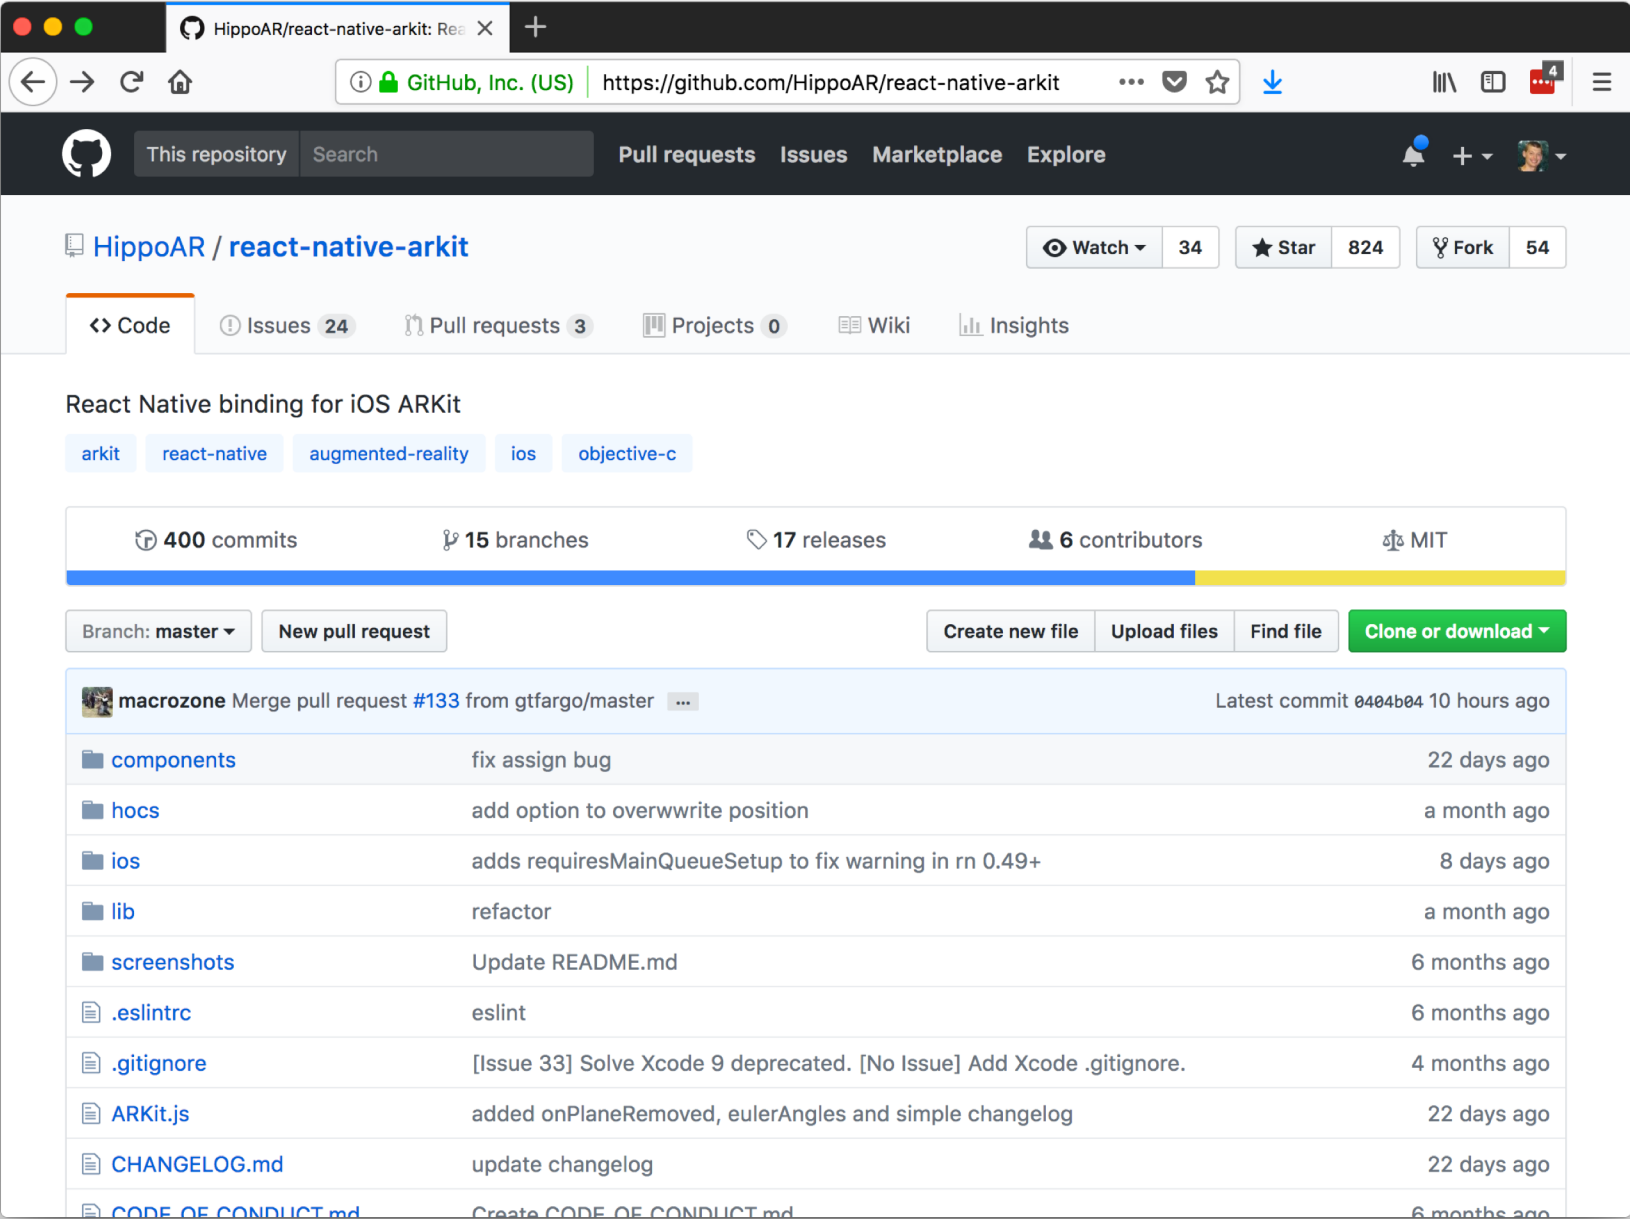 HippoAR/react-native-arkit: Rea
GitHub, Inc. (US) https://github.com/HippoAR/react-native-arkit 4
This repository Search Pull requests Issues Marketplace Explore
HippoAR / react-native-arkit Watch 34 Star 824 Fork 54
Code Issues 24 Pull requests 3 Projects 0 Wiki Insights
React Native binding for iOS ARKit
arkit react-native augmented-reality ios objective-c
400 commits 15 branches 17 releases 6 contributors MIT
Branch: master New pull request Create new file Upload files Find file Clone or download
macrozone Merge pull request #133 from gtfargo/master ... Latest commit 0404b04 10 hours ago
components fix assign bug 22 days ago
hocs add option to overwwrite position a month ago
ios adds requiresMainQueueSetup to fix warning in rn 0.49+ 8 days ago
lib refactor a month ago
screenshots Update README.md 6 months ago
.eslintrc eslint 6 months ago
.gitignore [Issue 33] Solve Xcode 9 deprecated. [No Issue] Add Xcode .gitignore. 4 months ago
ARKit.js added onPlaneRemoved, eulerAngles and simple changelog 22 days ago
CHANGELOG.md update changelog 22 days ago
CODE_OF_CONDUCT.md Create CODE_OF_CONDUCT.md 6 months ago